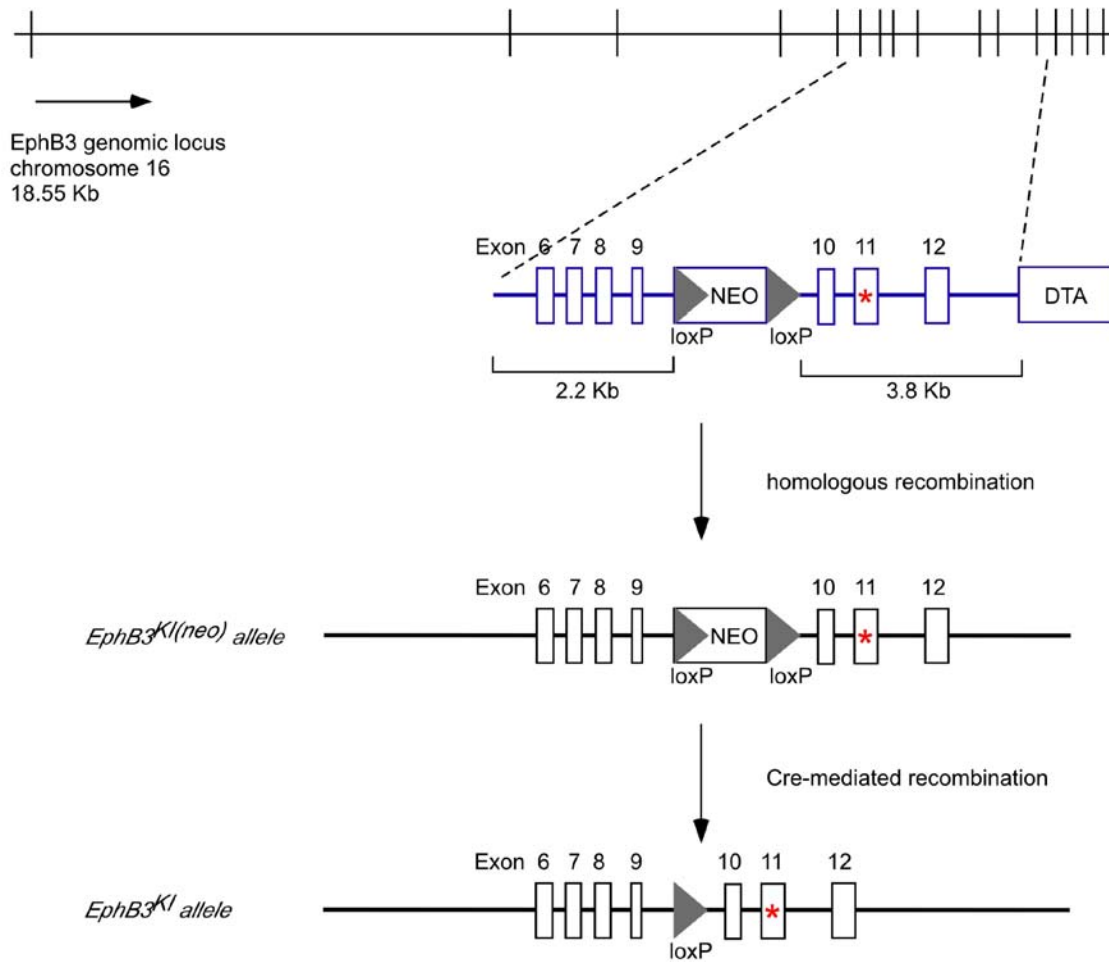 EphB3 genomic locus
chromosome 16
18.55 Kb
Exon 6 7 8 9 10 11 12
* NEO DTA
loxP loxP
2.2 Kb 3.8 Kb
homologous recombination
Exon 6 7 8 9 10 11 12
EphB3KI(neo) allele NEO *
loxP loxP
Cre-mediated recombination
Exon 6 7 8 9 10 11 12
EphB3KI allele *
loxP